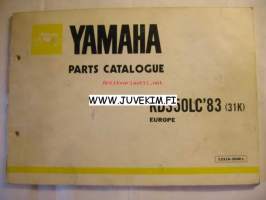 YAMAHA
PARTS CATALOGUE
WWW.JUVEKIM.FI
RD350LC'83 (31K)
EUROPE